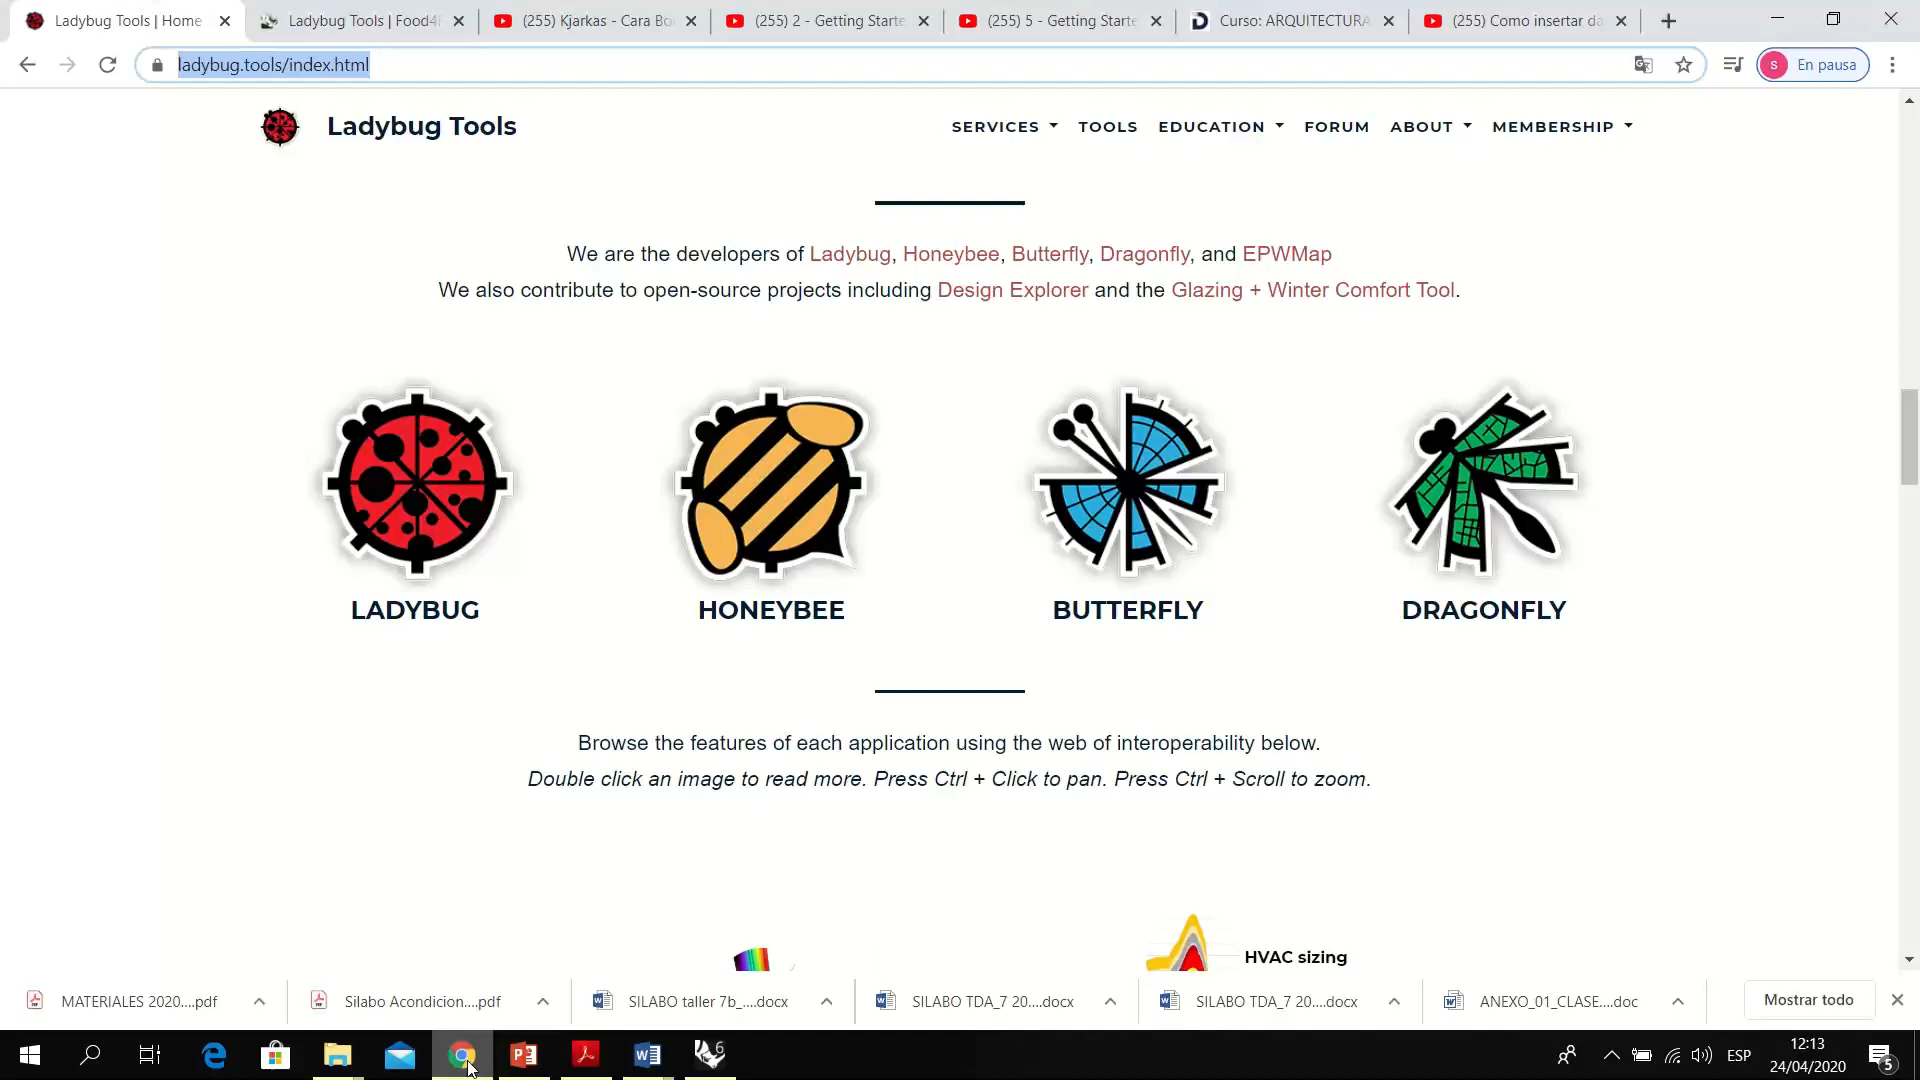 Ladybug Tools | Home
Ladybug Tools | Food4
(255) Kjarkas - Cara Bo
(255) 2 - Getting Starte
(255) 5 - Getting Starte
Curso: ARQUITECTURA
(255) Como insertar da
ladybug.tools/index.html
s
En pausa
Ladybug Tools
SERVICES
TOOLS
EDUCATION
FORUM
ABOUT
MEMBERSHIP
We are the developers of Ladybug, Honeybee, Butterfly, Dragonfly, and EPWMap
We also contribute to open-source projects including Design Explorer and the Glazing + Winter Comfort Tool.
LADYBUG
HONEYBEE
BUTTERFLY
DRAGONFLY
Browse the features of each application using the web of interoperability below.
Double click an image to read more. Press Ctrl + Click to pan. Press Ctrl + Scroll to zoom.
HVAC sizing
MATERIALES 2020....pdf
Silabo Acondicion....pdf
SILABO taller 7b_....docx
SILABO TDA_7 20....docx
SILABO TDA_7 20....docx
ANEXO_01_CLASE....doc
Mostrar todo
6
ESP
12:13
24/04/2020
5